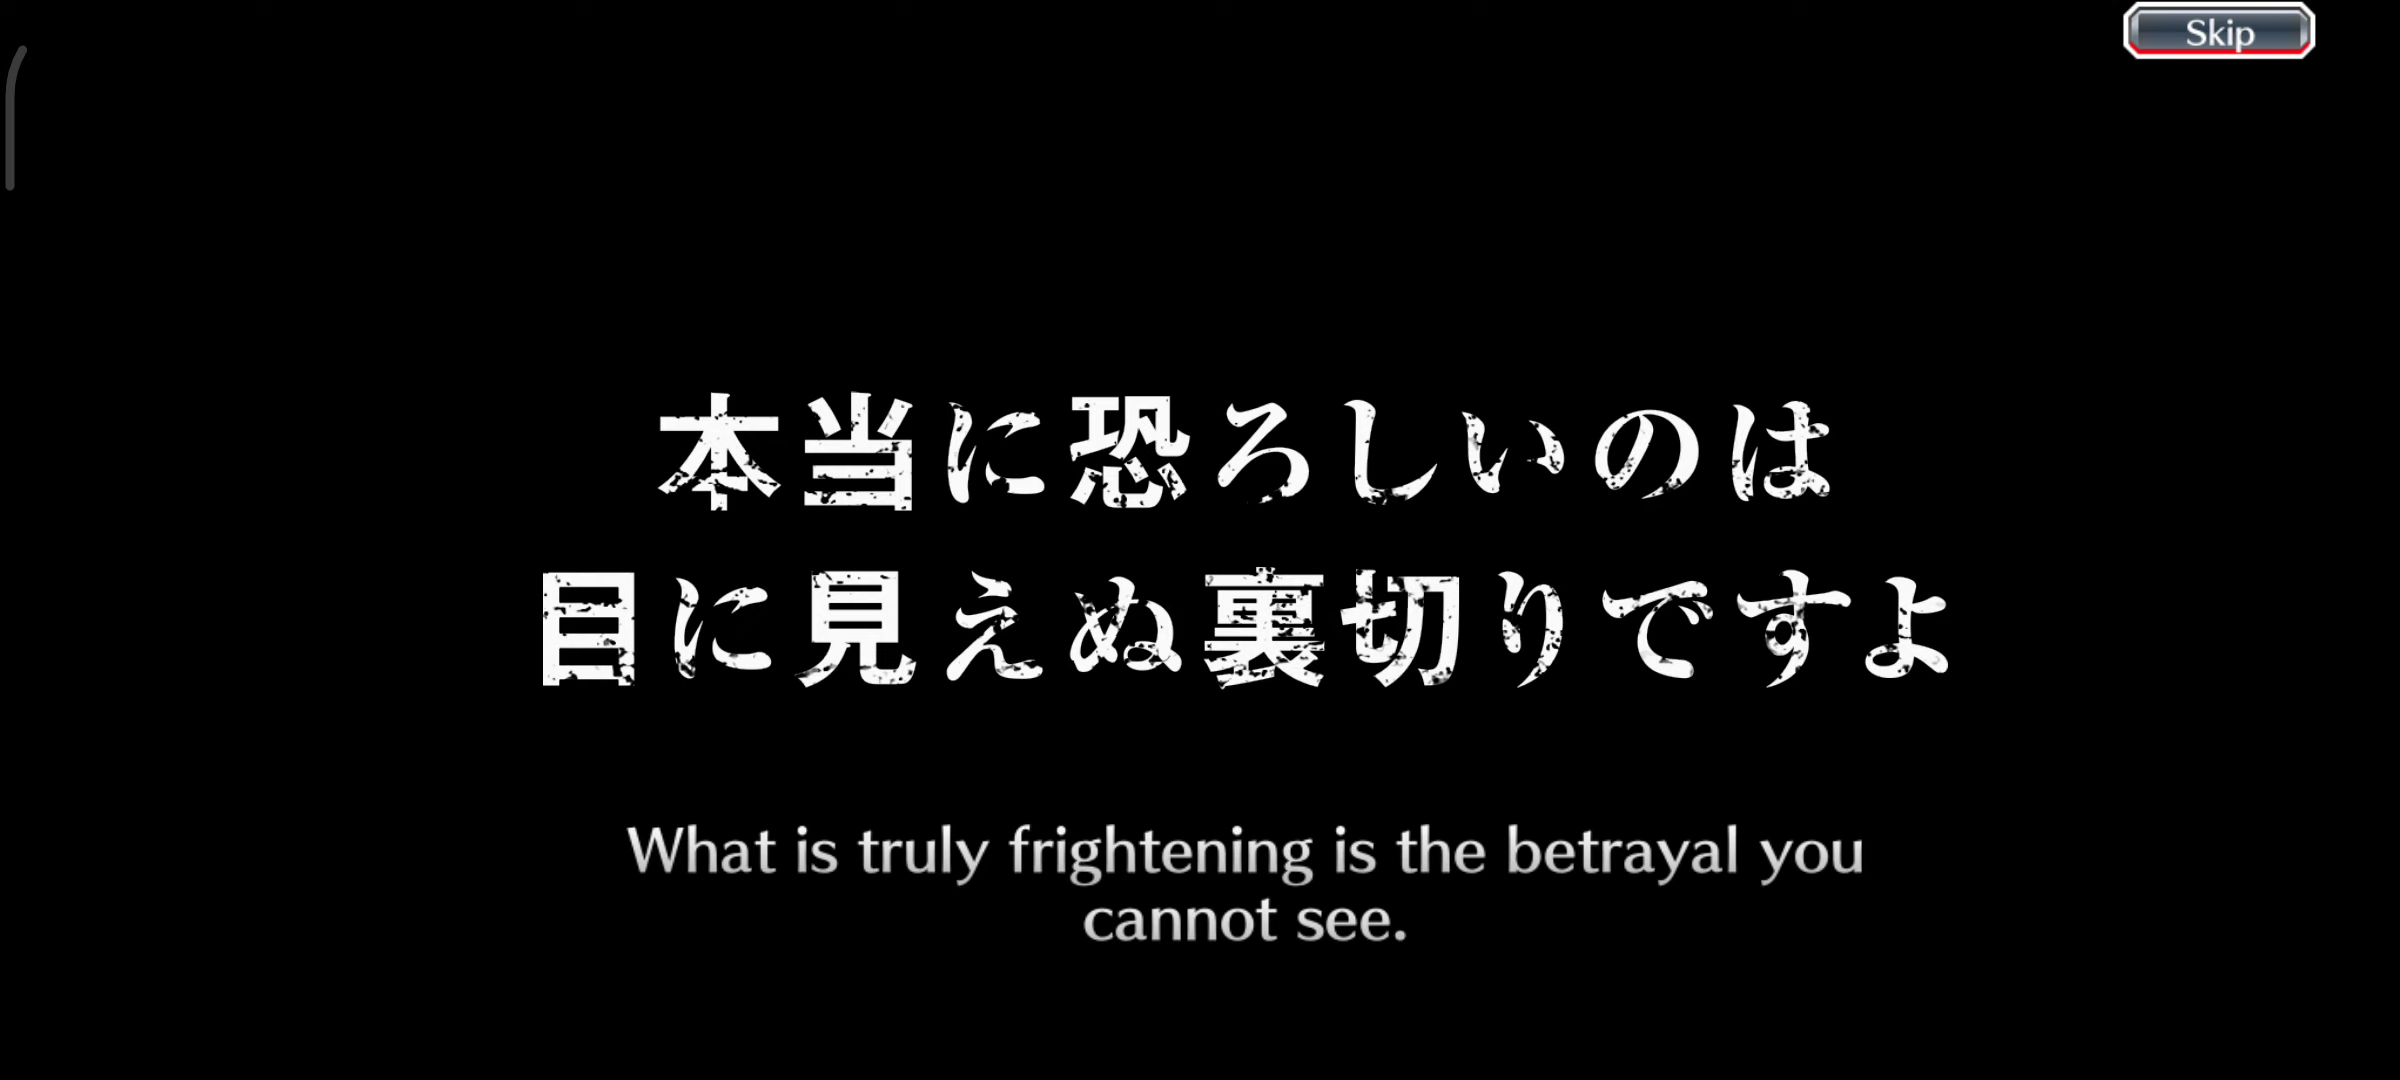 Skip
本当に恐ろしいのは
目に見えぬ裏切りですよ
What is truly frightening is the betrayal you
cannot see.